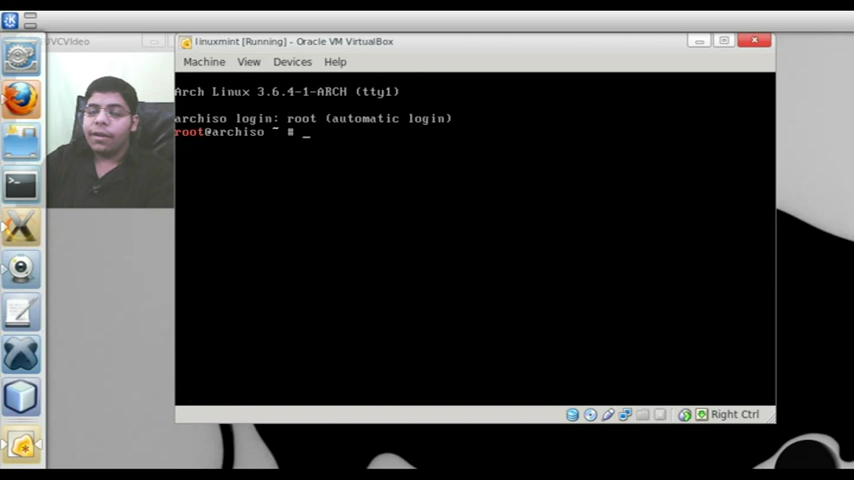 UVCVideo
linuxmint [Running] - Oracle VM VirtualBox
Machine View Devices Help
Arch Linux 3.6.4-1-ARCH (tty1)
archiso login: root (automatic login)
root@archiso ~ # _
Right Ctrl